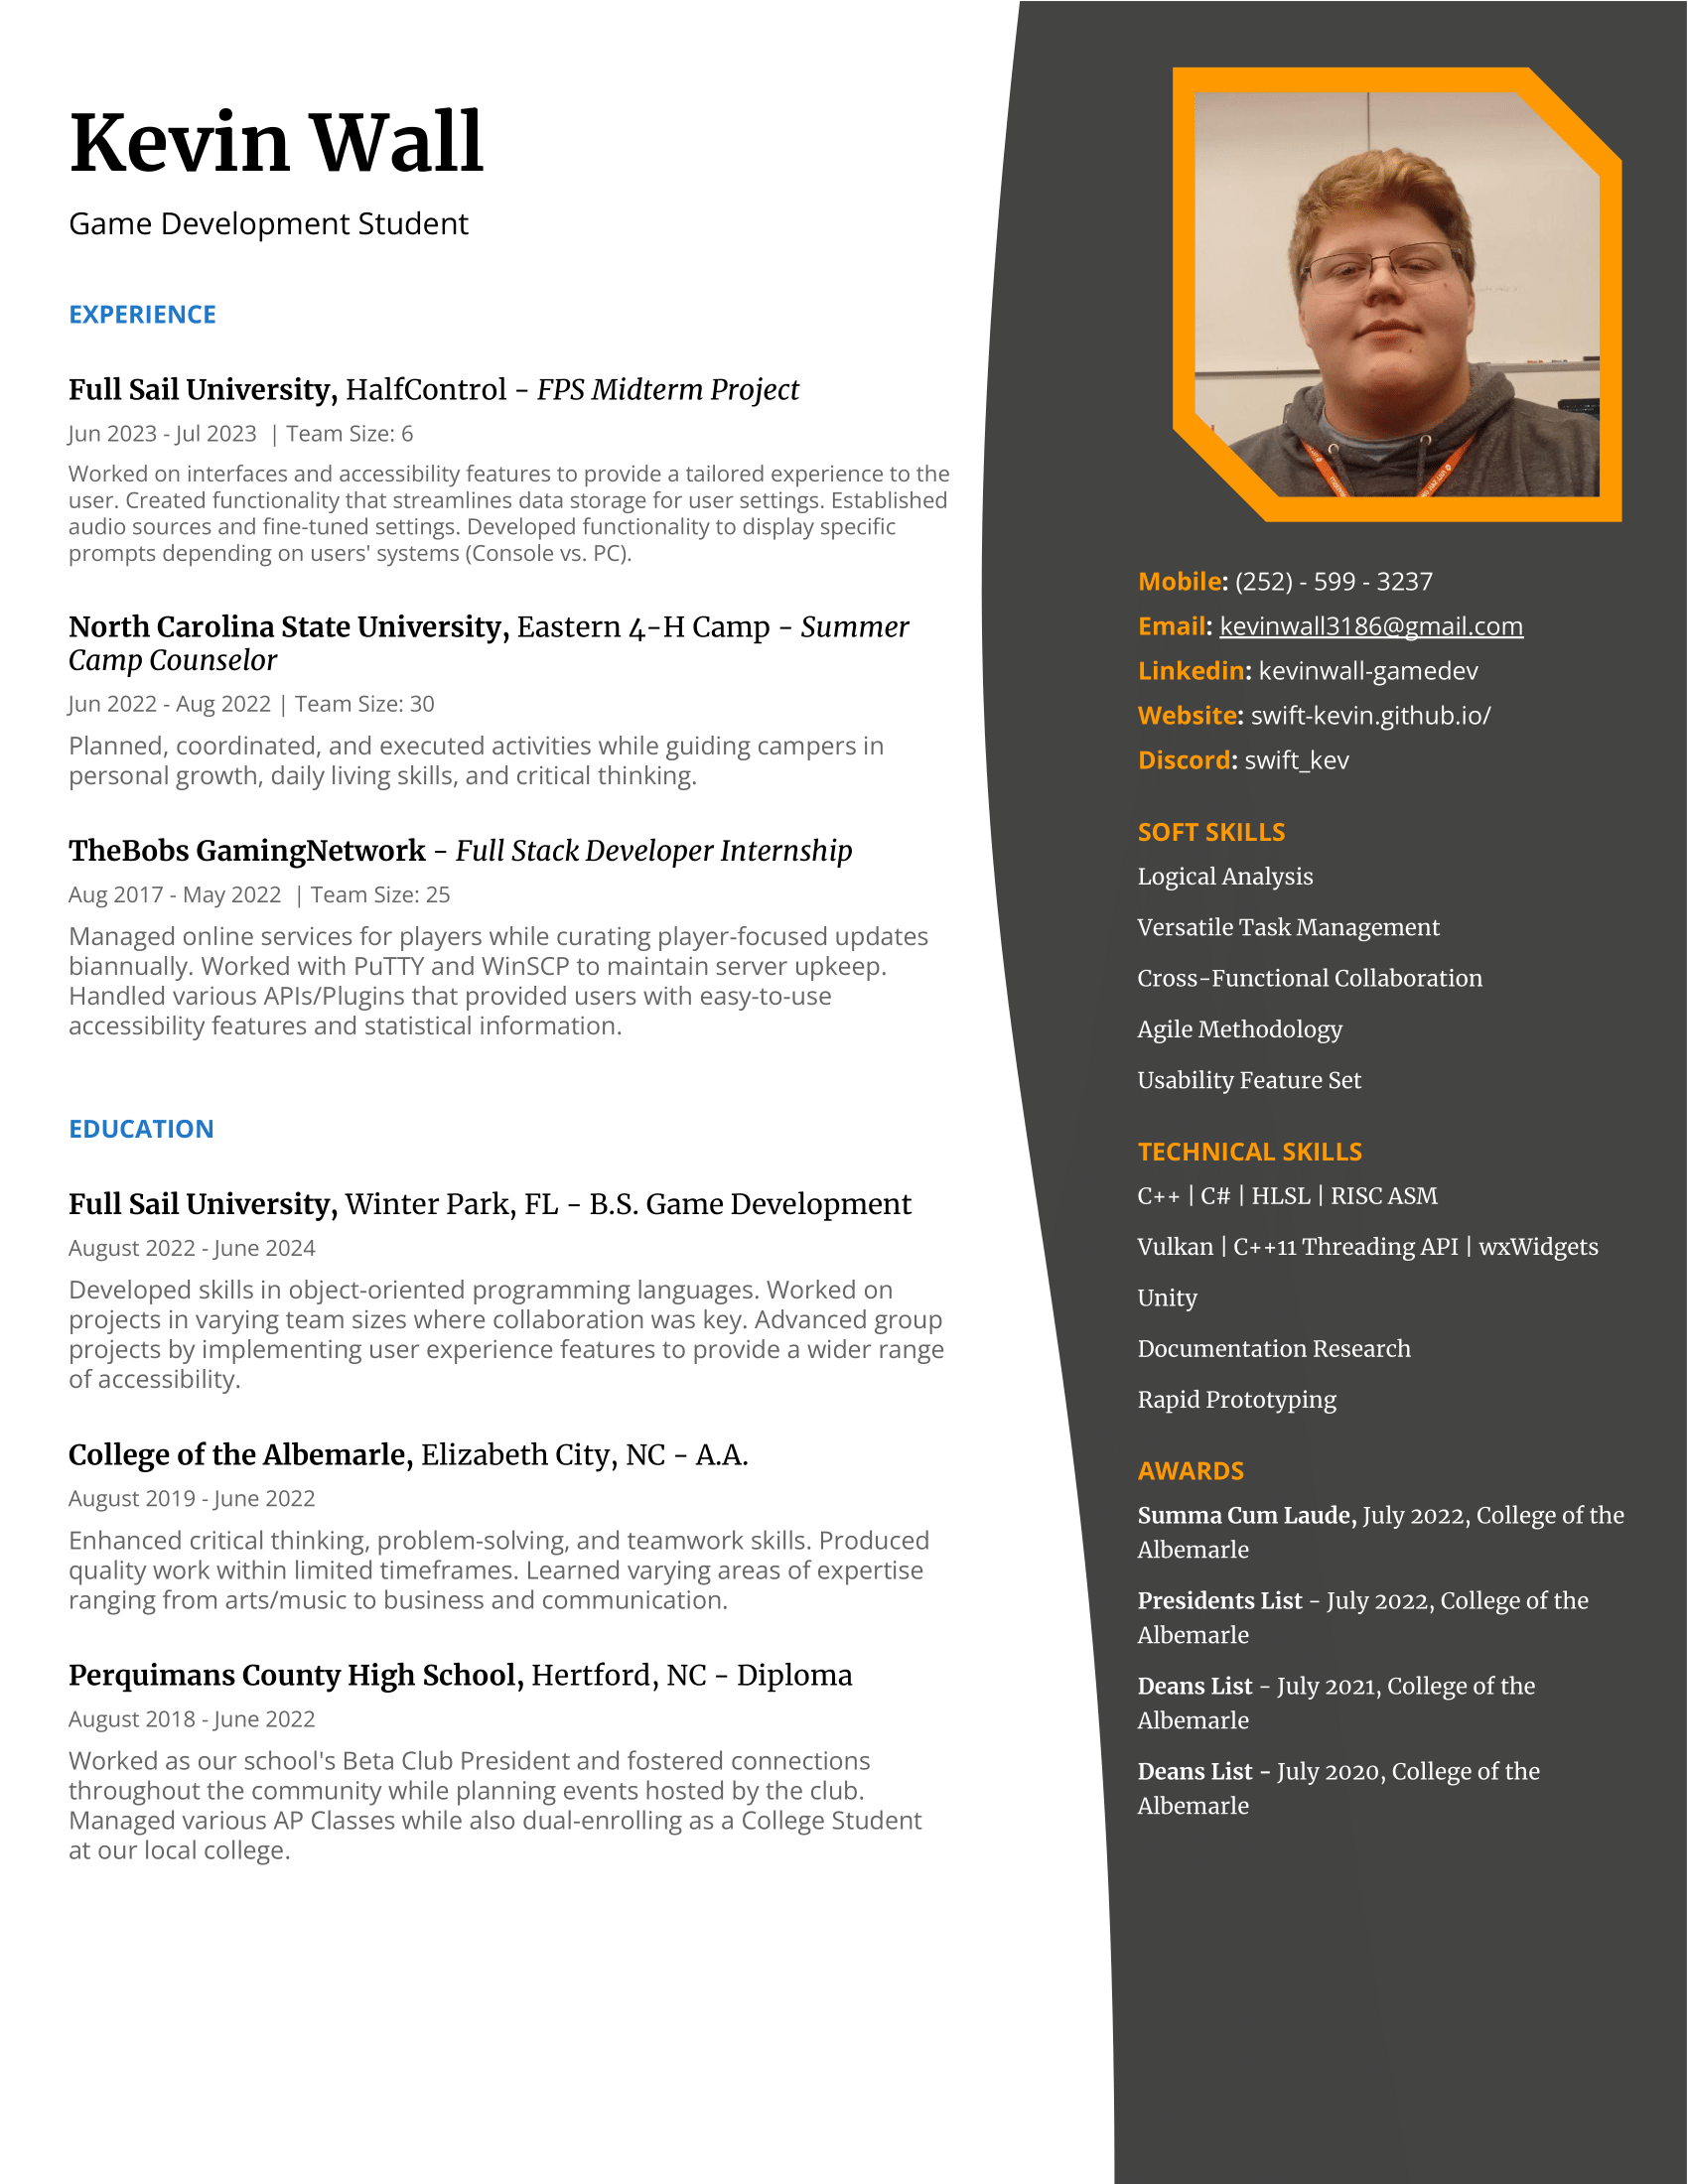 Kevin Wall
Game Development Student
EXPERIENCE
Full Sail University, HalfControl - FPS Midterm Project
Jun 2023 - Jul 2023 | Team Size: 6
Worked on interfaces and accessibility features to provide a tailored experience to the
user. Created functionality that streamlines data storage for user settings. Established
audio sources and fine-tuned settings. Developed functionality to display specific
prompts depending on users' systems (Console vs. PC).
North Carolina State University, Eastern 4-H Camp - Summer
Camp Counselor
Jun 2022 - Aug 2022 | Team Size: 30
Planned, coordinated, and executed activities while guiding campers in
personal growth, daily living skills, and critical thinking.
TheBobs GamingNetwork - Full Stack Developer Internship
Aug 2017 - May 2022 | Team Size: 25
Managed online services for players while curating player-focused updates
biannually. Worked with PuTTY and WinSCP to maintain server upkeep.
Handled various APIs/Plugins that provided users with easy-to-use
accessibility features and statistical information.
EDUCATION
Full Sail University, Winter Park, FL - B.S. Game Development
August 2022 - June 2024
Developed skills in object-oriented programming languages. Worked on
projects in varying team sizes where collaboration was key. Advanced group
projects by implementing user experience features to provide a wider range
of accessibility.
College of the Albemarle, Elizabeth City, NC - A.A.
August 2019 - June 2022
Enhanced critical thinking, problem-solving, and teamwork skills. Produced
quality work within limited timeframes. Learned varying areas of expertise
ranging from arts/music to business and communication.
Perquimans County High School, Hertford, NC - Diploma
August 2018 - June 2022
Worked as our school's Beta Club President and fostered connections
throughout the community while planning events hosted by the club.
Managed various AP Classes while also dual-enrolling as a College Student
at our local college.
Mobile: (252) - 599 - 3237
Email: kevinwall3186@gmail.com
Linkedin: kevinwall-gamedev
Website: swift-kevin.github.io/
Discord: swift_kev
SOFT SKILLS
Logical Analysis
Versatile Task Management
Cross-Functional Collaboration
Agile Methodology
Usability Feature Set
TECHNICAL SKILLS
C++ | C# | HLSL | RISC ASM
Vulkan | C++11 Threading API | wxWidgets
Unity
Documentation Research
Rapid Prototyping
AWARDS
Summa Cum Laude, July 2022, College of the
Albemarle
Presidents List - July 2022, College of the
Albemarle
Deans List - July 2021, College of the
Albemarle
Deans List - July 2020, College of the
Albemarle